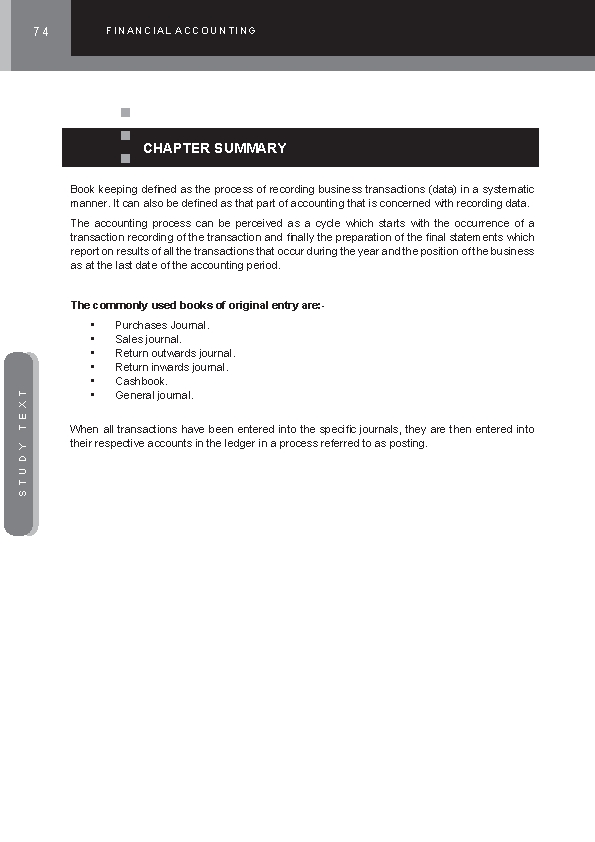 74
FINANCIAL ACCOUNTING
CHAPTER SUMMARY
Book keeping defined as the process of recording business transactions (data) in a systematic
manner. It can also be defined as that part of accounting that is concerned with recording data.
The accounting process can be perceived as a cycle which starts with the occurrence of a
transaction recording of the transaction and finally the preparation of the final statements which
report on results of all the transactions that occur during the year and the position of the business
as at the last date of the accounting period.
The commonly used books of original entry are:-
• Purchases Journal.
• Sales journal.
• Return outwards journal.
• Return inwards journal.
• Cashbook.
• General journal.
When all transactions have been entered into the specific journals, they are then entered into
their respective accounts in the ledger in a process referred to as posting.
STUDY TEXT